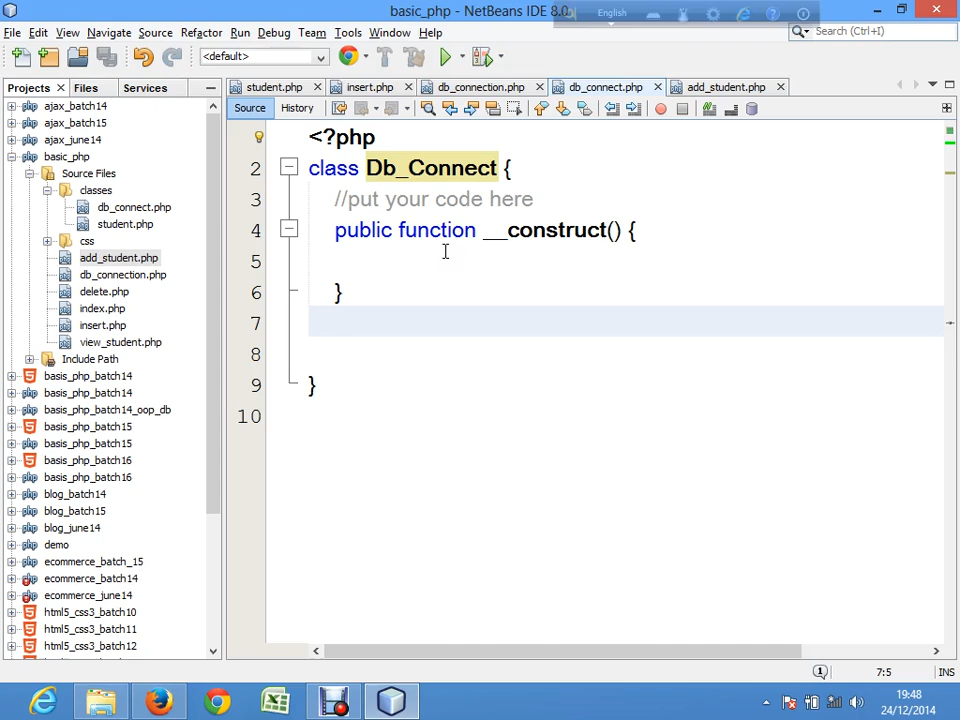 basic_php - NetBeans IDE 8.0
English
File Edit View Navigate Source Refactor Run Debug Team Tools Window Help
Search (Ctrl+I)
<default>
Projects Files Services
student.php insert.php db_connection.php db_connect.php add_student.php
Source History
ajax_batch14
ajax_batch15
ajax_june14
basic_php
Source Files
classes
db_connect.php
student.php
css
add_student.php
db_connection.php
delete.php
index.php
insert.php
view_student.php
Include Path
basis_php_batch14
basis_php_batch14
basis_php_batch14_oop_db
basis_php_batch15
basis_php_batch15
basis_php_batch16
basis_php_batch16
blog_batch14
blog_batch15
blog_june14
demo
ecommerce_batch_15
ecommerce_batch14
ecommerce_june14
html5_css3_batch10
html5_css3_batch11
html5_css3_batch12
<?php
2 class Db_Connect {
3 //put your code here
4 public function __construct() {
5
6 }
7
8
9 }
10
7:5 INS
19:48
24/12/2014